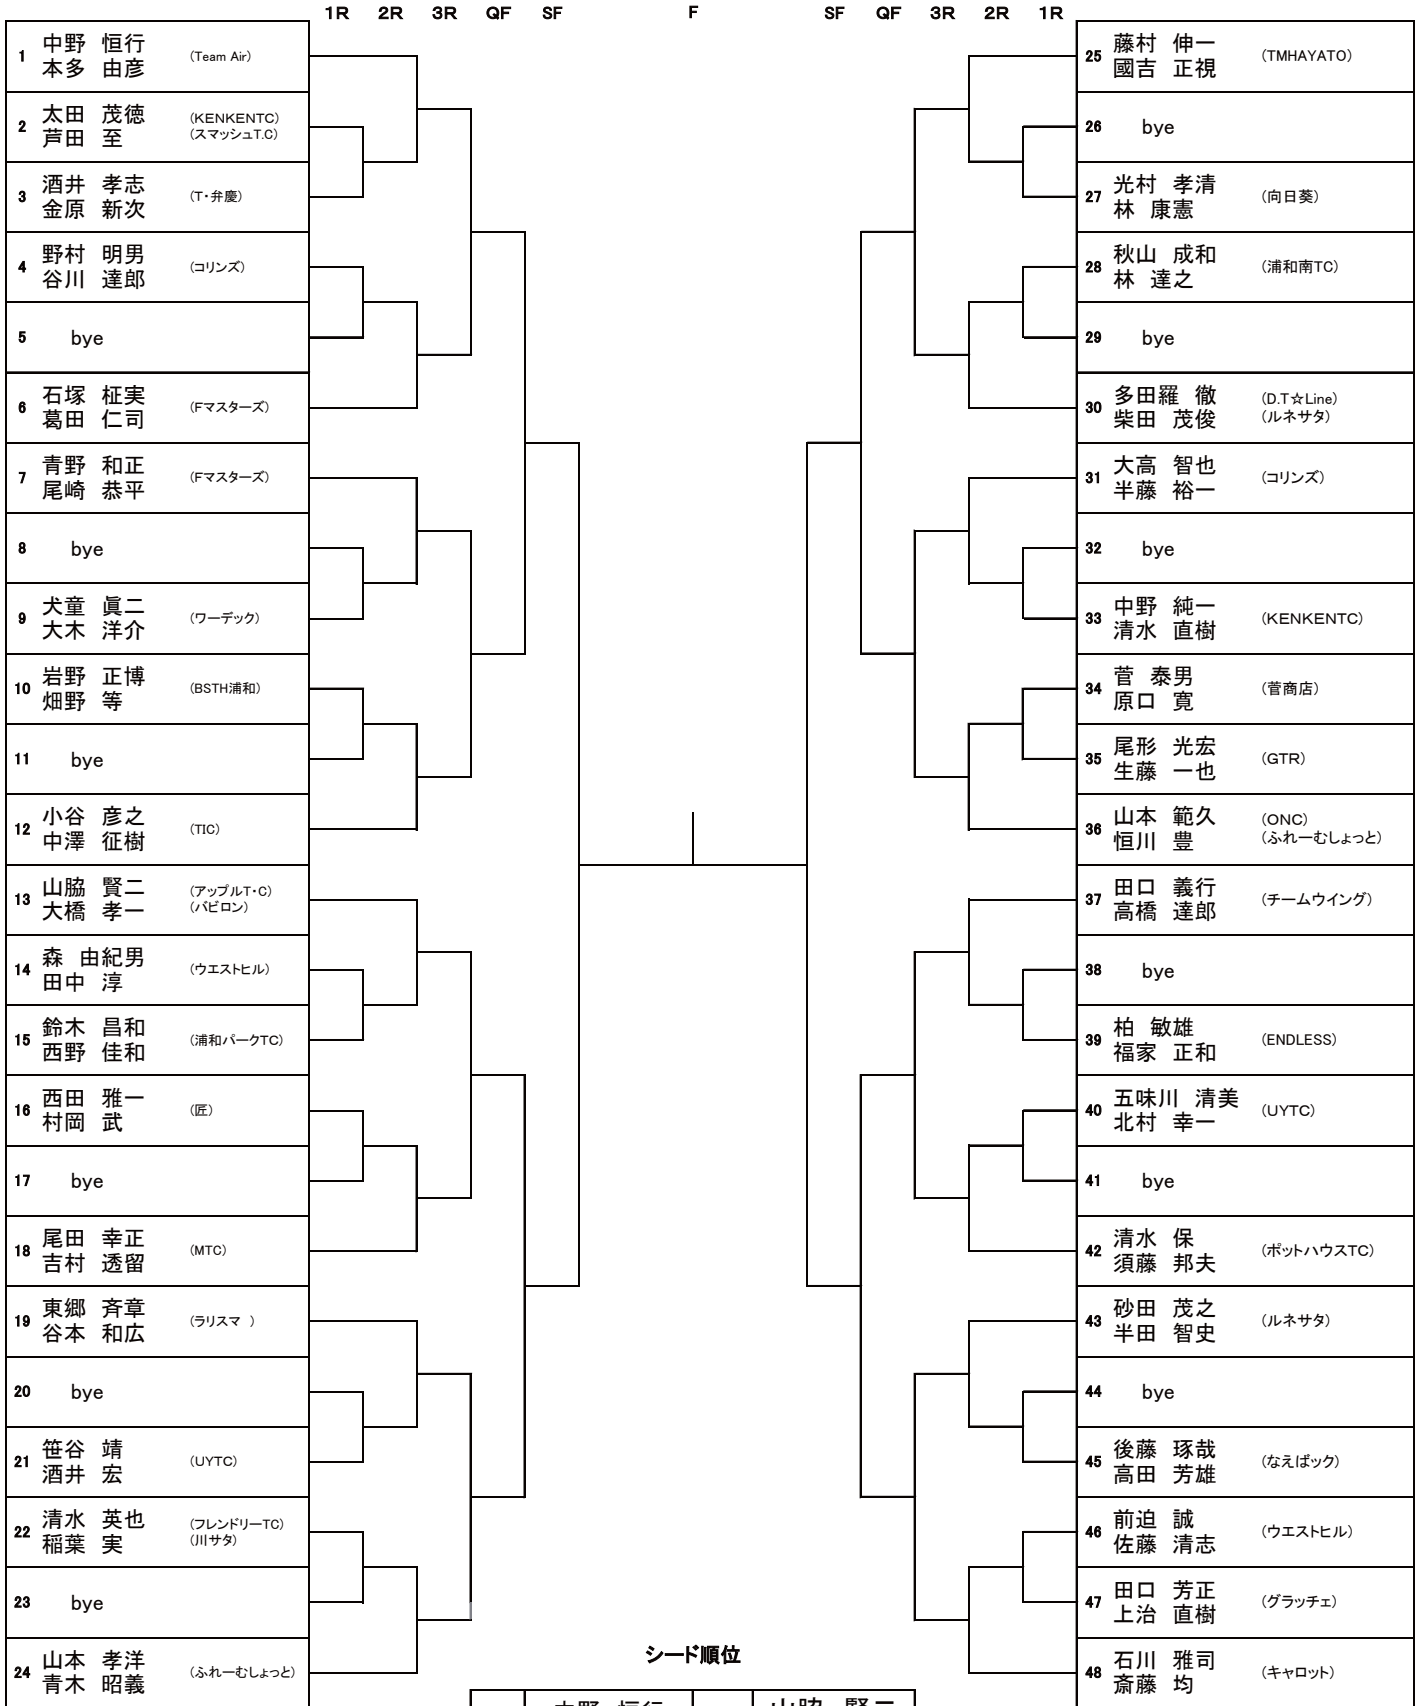 1R 2R 3R QF SF F SF QF 3R 2R 1R
1 中野 恒行 (Team Air)
本多 由彦
2 太田 茂徳 (KENKENTC)
芦田 至 (スマッシュT.C)
3 酒井 孝志 (T・弁慶)
金原 新次
4 野村 明男 (コリンズ)
谷川 達郎
5 bye
6 石塚 柾実 (Fマスターズ)
葛田 仁司
7 青野 和正 (Fマスターズ)
尾崎 恭平
8 bye
9 犬童 眞二 (ワーデック)
大木 洋介
10 岩野 正博 (BSTH浦和)
畑野 等
11 bye
12 小谷 彦之 (TIC)
中澤 征樹
13 山脇 賢二 (アップルT・C)
大橋 孝一 (バビロン)
14 森 由紀男 (ウエストヒル)
田中 淳
15 鈴木 昌和 (浦和パークTC)
西野 佳和
16 西田 雅一 (匠)
村岡 武
17 bye
18 尾田 幸正 (MTC)
吉村 透留
19 東郷 斉章 (ラリスマ )
谷本 和広
20 bye
21 笹谷 靖 (UYTC)
酒井 宏
22 清水 英也 (フレンドリーTC)
稲葉 実 (川サタ)
23 bye
24 山本 孝洋 (ふれーむしょっと)
青木 昭義
25 藤村 伸一 (TMHAYATO)
國吉 正視
26 bye
27 光村 孝清 (向日葵)
林 康憲
28 秋山 成和 (浦和南TC)
林 達之
29 bye
30 多田羅 徹 (D.T☆Line)
柴田 茂俊 (ルネサタ)
31 大高 智也 (コリンズ)
半藤 裕一
32 bye
33 中野 純一 (KENKENTC)
清水 直樹
34 菅 泰男 (菅商店)
原口 寛
35 尾形 光宏 (GTR)
生藤 一也
36 山本 範久 (ONC)
恒川 豊 (ふれーむしょっと)
37 田口 義行 (チームウイング)
高橋 達郎
38 bye
39 柏 敏雄 (ENDLESS)
福家 正和
40 五味川 清美 (UYTC)
北村 幸一
41 bye
42 清水 保 (ポットハウスTC)
須藤 邦夫
43 砂田 茂之 (ルネサタ)
半田 智史
44 bye
45 後藤 琢哉 (なえぱック)
高田 芳雄
46 前迫 誠 (ウエストヒル)
佐藤 清志
47 田口 芳正 (グラッチェ)
上治 直樹
48 石川 雅司 (キャロット)
斎藤 均
シード順位
中野 恒行 山脇 賢二